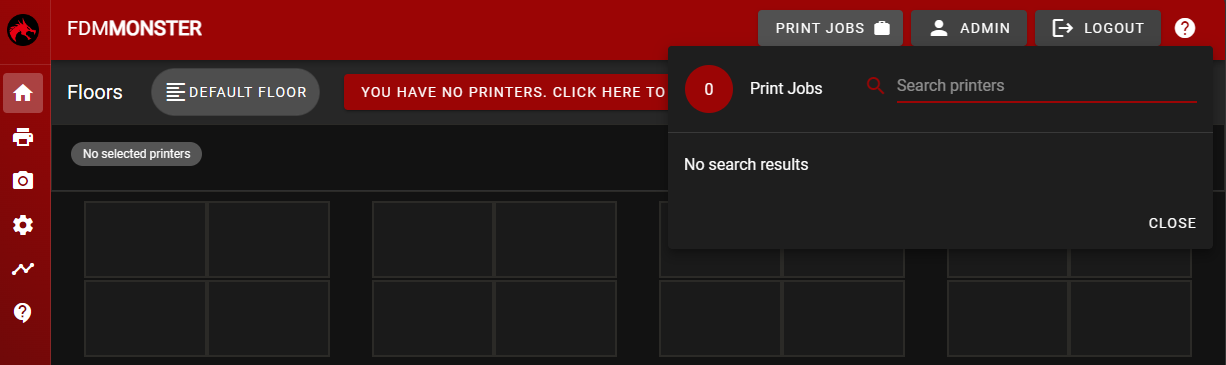 FDMMONSTER
PRINT JOBS
ADMIN
LOGOUT
Floors
DEFAULT FLOOR
YOU HAVE NO PRINTERS. CLICK HERE TO
0
Print Jobs
Search printers
No selected printers
No search results
CLOSE